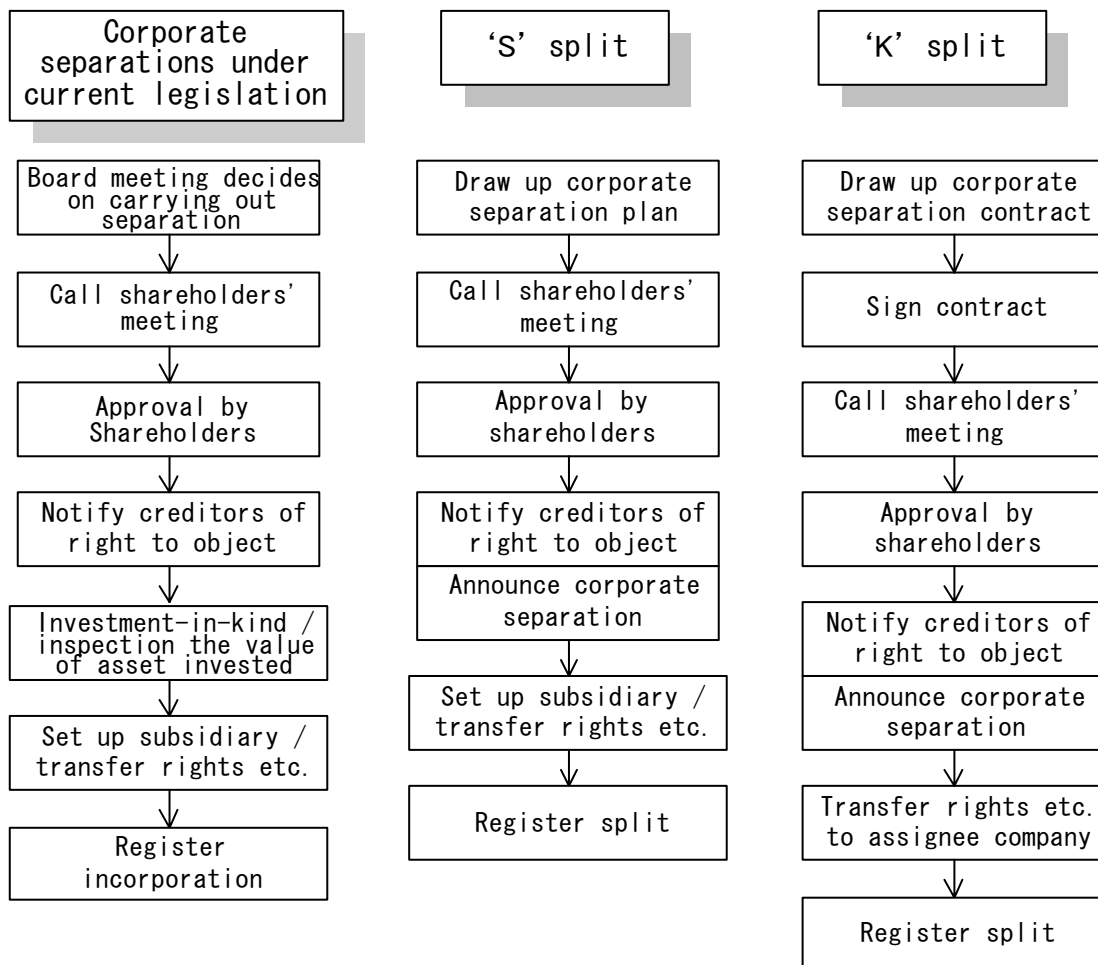 Corporate
separations under
current legislation
Board meeting decides
on carrying out
separation
Call shareholders'
meeting
Approval by
Shareholders
Notify creditors of
right to object
Investment-in-kind /
inspection the value
of asset invested
Set up subsidiary /
transfer rights etc.
Register
incorporation
‘S’ split
Draw up corporate
separation plan
Call shareholders'
meeting
Approval by
shareholders
Notify creditors of
right to object
Announce corporate
separation
Set up subsidiary /
transfer rights etc.
Register split
‘K’ split
Draw up corporate
separation contract
Sign contract
Call shareholders'
meeting
Approval by
shareholders
Notify creditors of
right to object
Announce corporate
separation
Transfer rights etc.
to assignee company
Register split